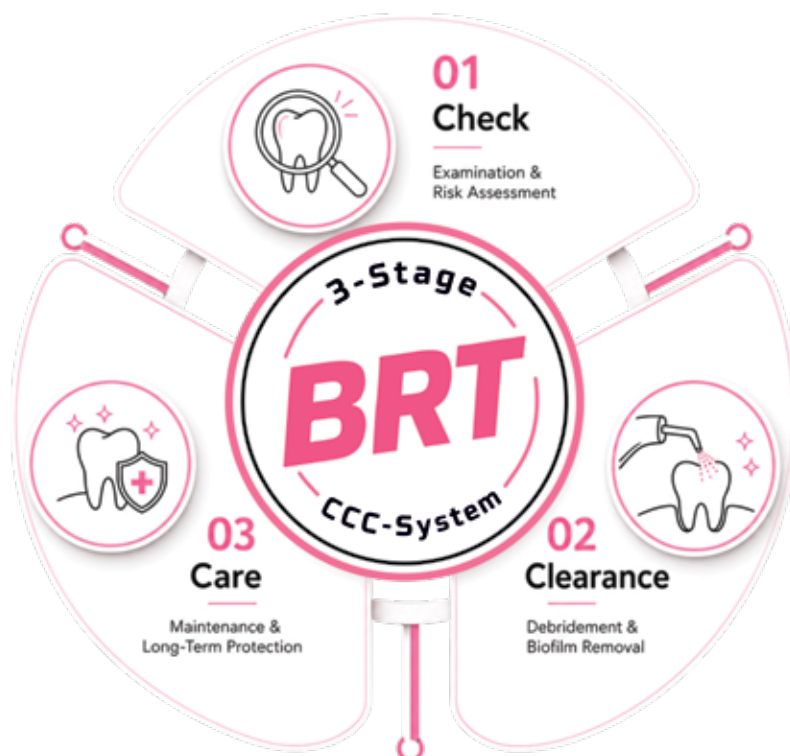 01
Check
Examination &
Risk Assessment
3-Stage
BRT
CCC-System
02
Clearance
Debridement &
Biofilm Removal
03
Care
Maintenance &
Long-Term Protection